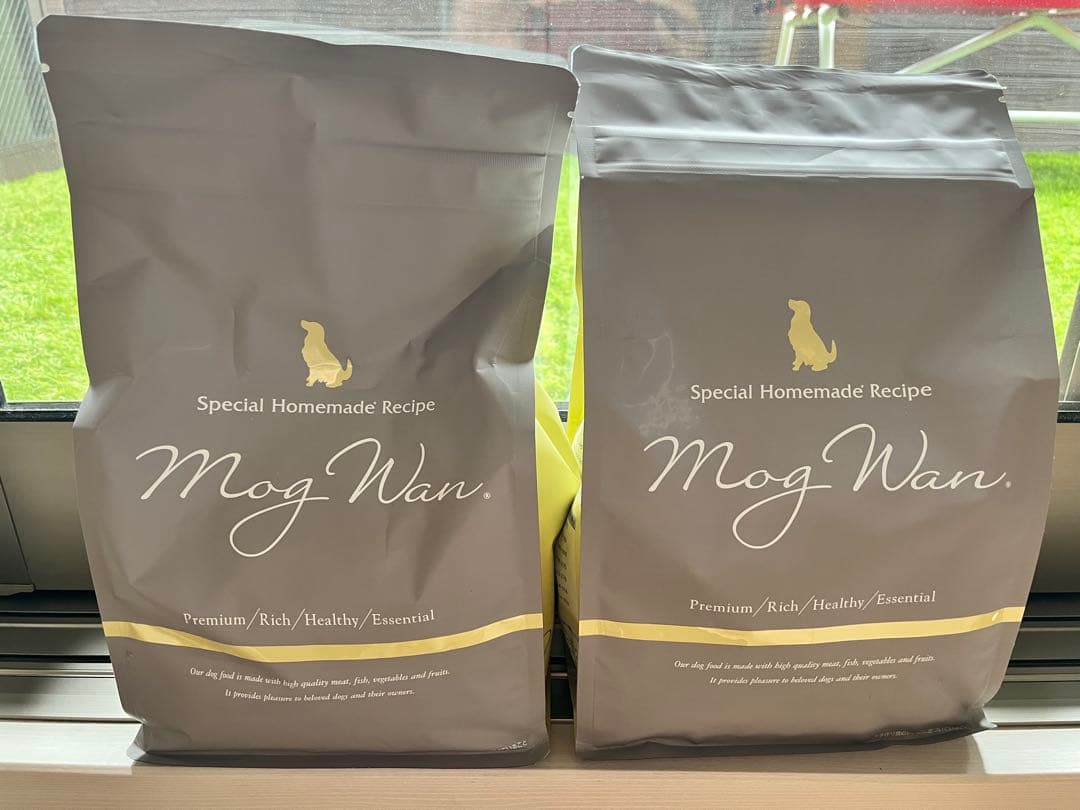 Special Homemade® Recipe
Mog Wan®
Premium/Rich/Healthy/Essential
Our dog food is made with high quality meat, fish, vegetables and fruits.
It provides pleasure to beloved dogs and their owners.
Special Homemade® Recipe
Mog Wan®
Premium/Rich/Healthy/Essential
Our dog food is made with high quality meat, fish, vegetables and fruits.
It provides pleasure to beloved dogs and their owners.